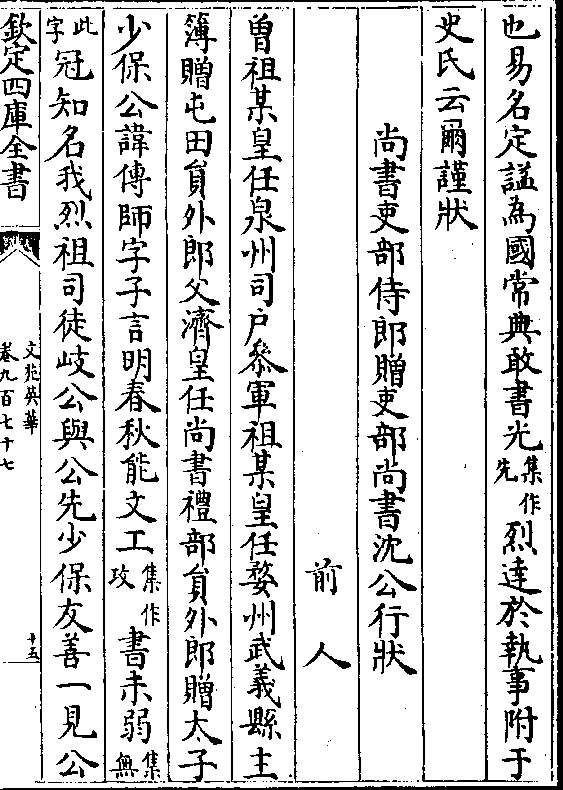 也易名定諡為國常典敢書光集作先烈達於執事附于
史氏云爾謹狀
尚書吏部侍郎贈吏部尚書沈公行狀
前人
曽祖某皇任泉州司户叅軍祖某皇任婺州武義縣主
簿贈屯田員外郎父濟皇任尚書禮部員外郎贈太子
少保公諱傳師字子言明春秋能文工集作攻書未弱集無
此字冠知名我烈祖司徒岐公與公先少保友善一見公
欽定四庫全書
文苑英華
卷九百七十七
十五